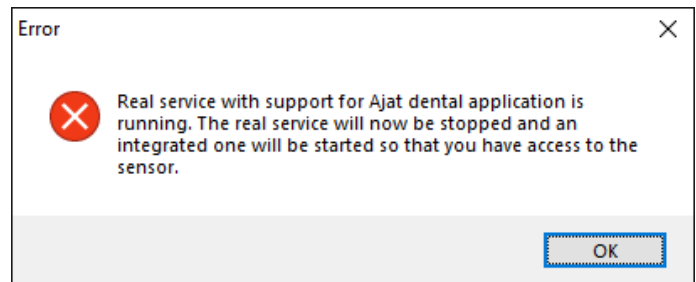 Error
Real service with support for Ajat dental application is
running. The real service will now be stopped and an
integrated one will be started so that you have access to the
sensor.
OK